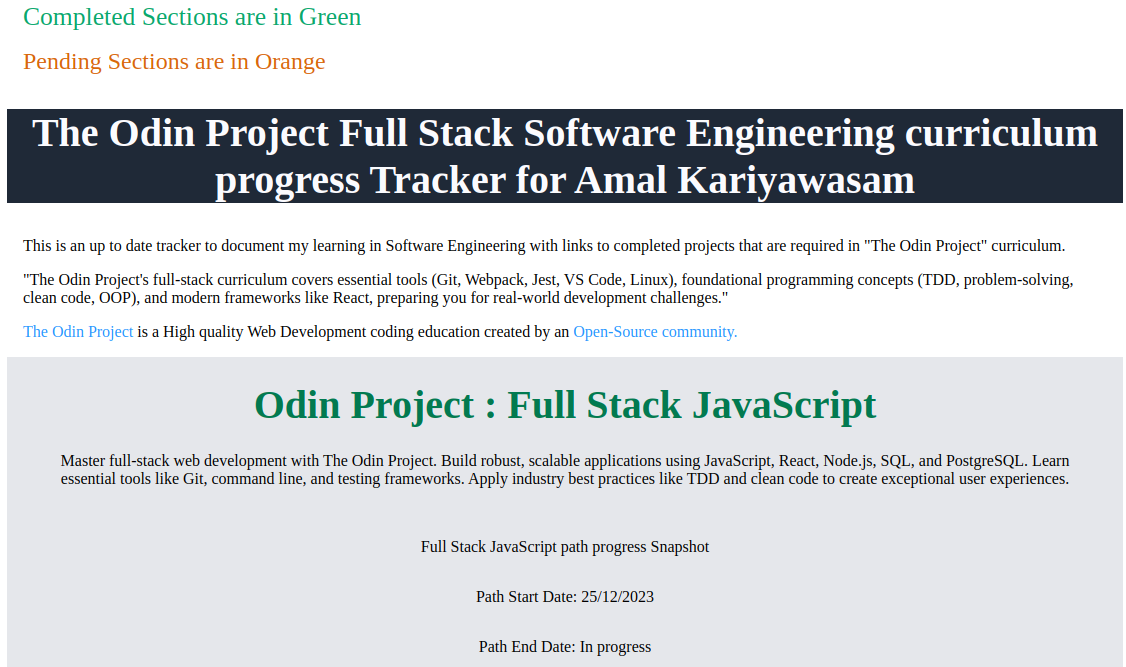 Completed Sections are in Green
Pending Sections are in Orange
The Odin Project Full Stack Software Engineering curriculum
progress Tracker for Amal Kariyawasam
This is an up to date tracker to document my learning in Software Engineering with links to completed projects that are required in "The Odin Project" curriculum.
"The Odin Project's full-stack curriculum covers essential tools (Git, Webpack, Jest, VS Code, Linux), foundational programming concepts (TDD, problem-solving,
clean code, OOP), and modern frameworks like React, preparing you for real-world development challenges."
The Odin Project is a High quality Web Development coding education created by an Open-Source community.
Odin Project : Full Stack JavaScript
Master full-stack web development with The Odin Project. Build robust, scalable applications using JavaScript, React, Node.js, SQL, and PostgreSQL. Learn
essential tools like Git, command line, and testing frameworks. Apply industry best practices like TDD and clean code to create exceptional user experiences.
Full Stack JavaScript path progress Snapshot
Path Start Date: 25/12/2023
Path End Date: In progress